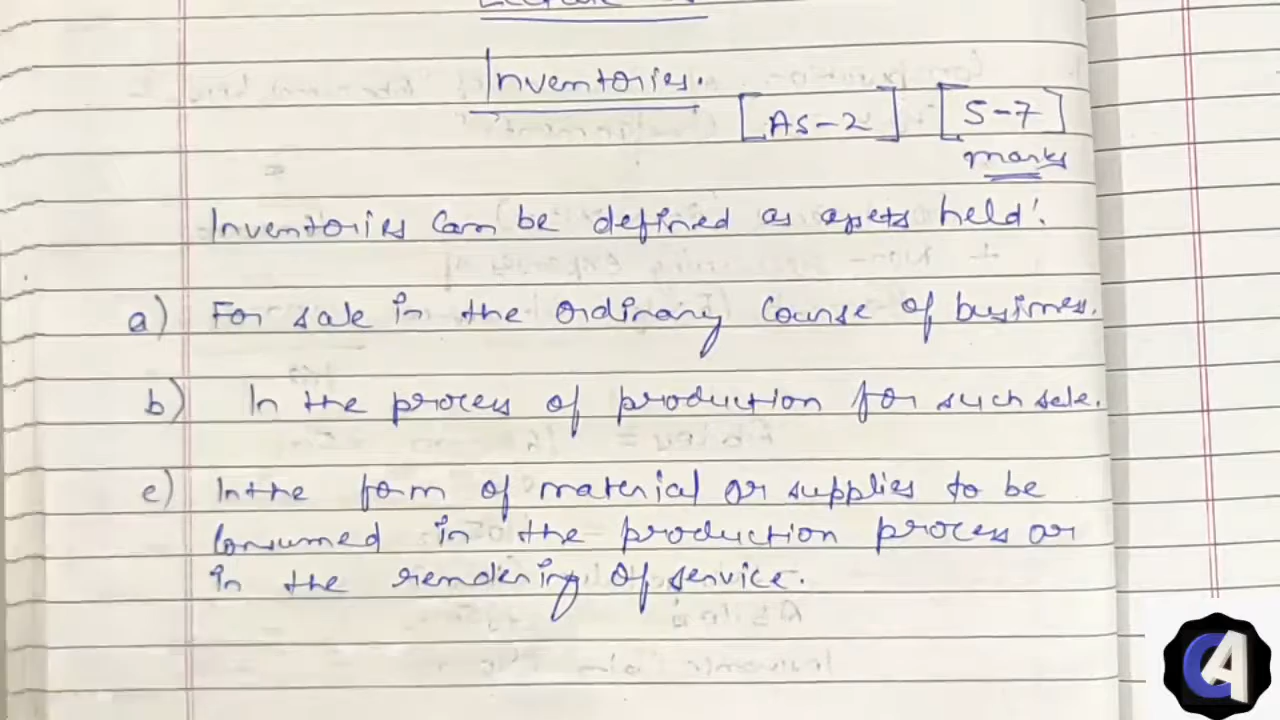 Inventories.
[AS-2] [5-7]
marks
Inventories can be defined as assets held:
a) For sale in the ordinary course of business.
b) In the process of production for such sale.
c) In the form of material or supplies to be
consumed in the production process or
in the rendering of service.
CA